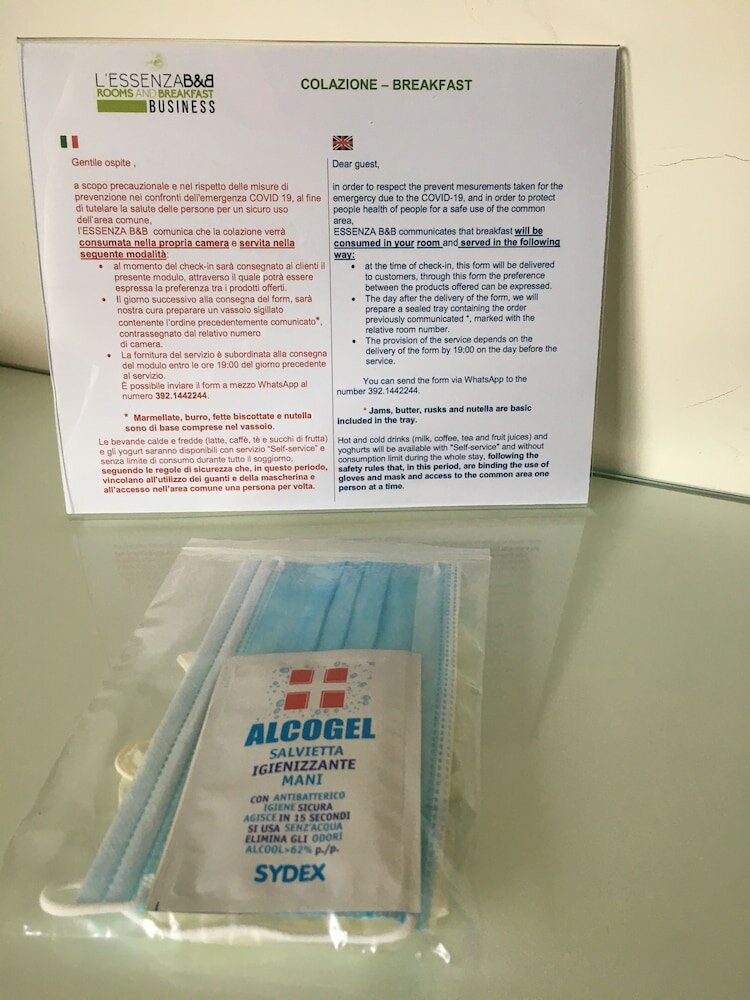 L'ESSENZAB&B
ROOMS AND BREAKFAST
BUSINESS
COLAZIONE – BREAKFAST
Gentile ospite ,
a scopo precauzionale e nel rispetto delle misure di
prevenzione nei confronti dell'emergenza COVID 19, al fine
di tutelare la salute delle persone per un sicuro uso
dell'area comune,
l'ESSENZA B&B comunica che la colazione verrà
consumata nella propria camera e servita nella
seguente modalità:
• al momento del check-in sarà consegnato ai clienti il
presente modulo, attraverso il quale potrà essere
espressa la preferenza tra i prodotti offerti.
• Il giorno successivo alla consegna del form, sarà
nostra cura preparare un vassoio sigillato
contenente l'ordine precedentemente comunicato*,
contrassegnato dal relativo numero
di camera.
• La fornitura del servizio è subordinata alla consegna
del modulo entro le ore 19:00 del giorno precedente
al servizio.
È possibile inviare il form a mezzo WhatsApp al
numero 392.1442244.
* Marmellate, burro, fette biscottate e nutella
sono di base comprese nel vassoio.
Le bevande calde e fredde (latte, caffè, tè e succhi di frutta)
e gli yogurt saranno disponibili con servizio "Self-service" e
senza limite di consumo durante tutto il soggiorno,
seguendo le regole di sicurezza che, in questo periodo,
vincolano all'utilizzo dei guanti e della mascherina e
all'accesso nell'area comune una persona per volta.
Dear guest,
in order to respect the prevent mesurements taken for the
emergency due to the COVID-19, and in order to protect
people health of people for a safe use of the common
area,
ESSENZA B&B communicates that breakfast will be
consumed in your room and served in the following
way:
• at the time of check-in, this form will be delivered
to customers, through this form the preference
between the products offered can be expressed.
• The day after the delivery of the form, we will
prepare a sealed tray containing the order
previously communicated *, marked with the
relative room number.
• The provision of the service depends on the
delivery of the form by 19:00 on the day before the
service.
You can send the form via WhatsApp to the
number 392.1442244.
* Jams, butter, rusks and nutella are basic
included in the tray.
Hot and cold drinks (milk, coffee, tea and fruit juices) and
yoghurts will be available with "Self-service" and without
consumption limit during the whole stay, following the
safety rules that, in this period, are binding the use of
gloves and mask and access to the common area one
person at a time.
ALCOGEL
SALVIETTA
IGIENIZZANTE
MANI
CON ANTIBATTERICO
IGIENE SICURA
AGISCE IN 15 SECONDI
SI USA SENZ'ACQUA
ELIMINA GLI ODORI
ALCOOL>62% p./p.
SYDEX